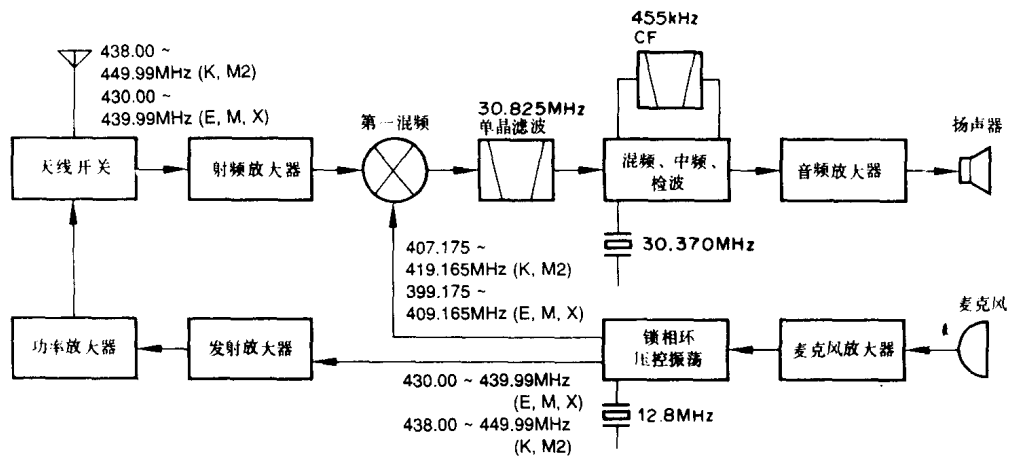 455kHz
CF
438.00 ~
449.99MHz (K, M2)
430.00 ~
439.99MHz (E, M, X)
第一混频
30.825MHz
单晶滤波
扬声器
天线开关
射频放大器
混频、中频、
检波
音频放大器
30.370MHz
407.175 ~
419.165MHz (K, M2)
399.175 ~
409.165MHz (E, M, X)
麦克风
功率放大器
发射放大器
锁相环
压控振荡
麦克风放大器
430.00 ~ 439.99MHz
(E, M, X)
438.00 ~ 449.99MHz
(K, M2)
12.8MHz